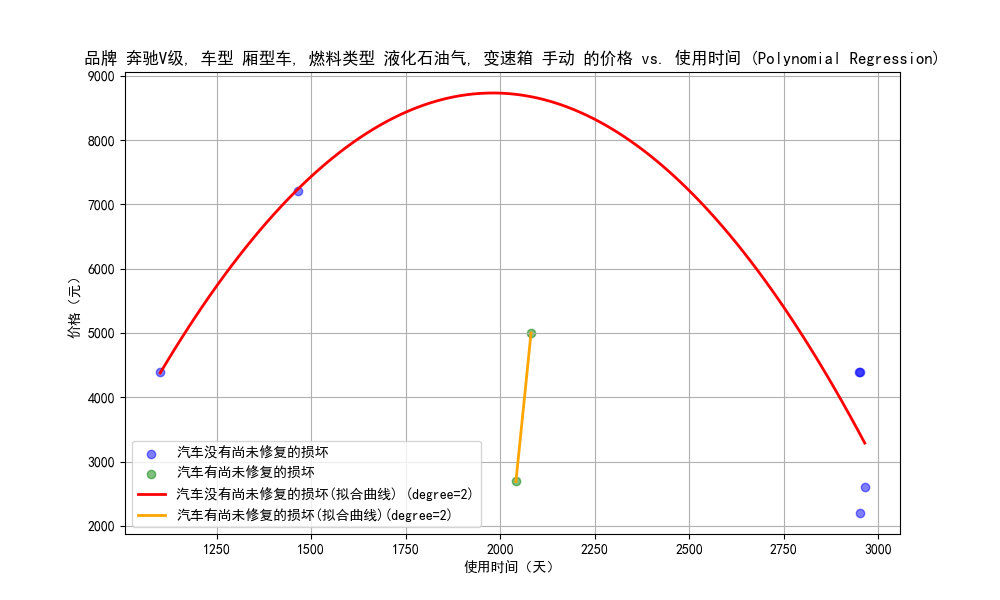 品牌 奔驰V级, 车型 厢型车, 燃料类型 液化石油气, 变速箱 手动 的价格 vs. 使用时间 (Polynomial Regression)
9000
8000
7000
6000
5000
4000
3000
2000
价格（元）
汽车没有尚未修复的损坏
汽车有尚未修复的损坏
汽车没有尚未修复的损坏(拟合曲线) (degree=2)
汽车有尚未修复的损坏(拟合曲线)(degree=2)
1250 1500 1750 2000 2250 2500 2750 3000
使用时间（天）